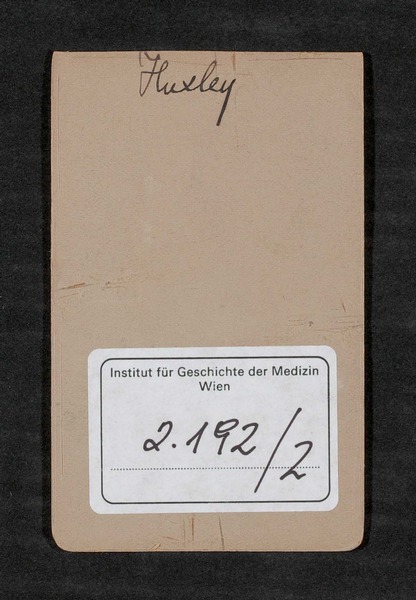 Huxley
Institut für Geschichte der Medizin
Wien
2.192/2